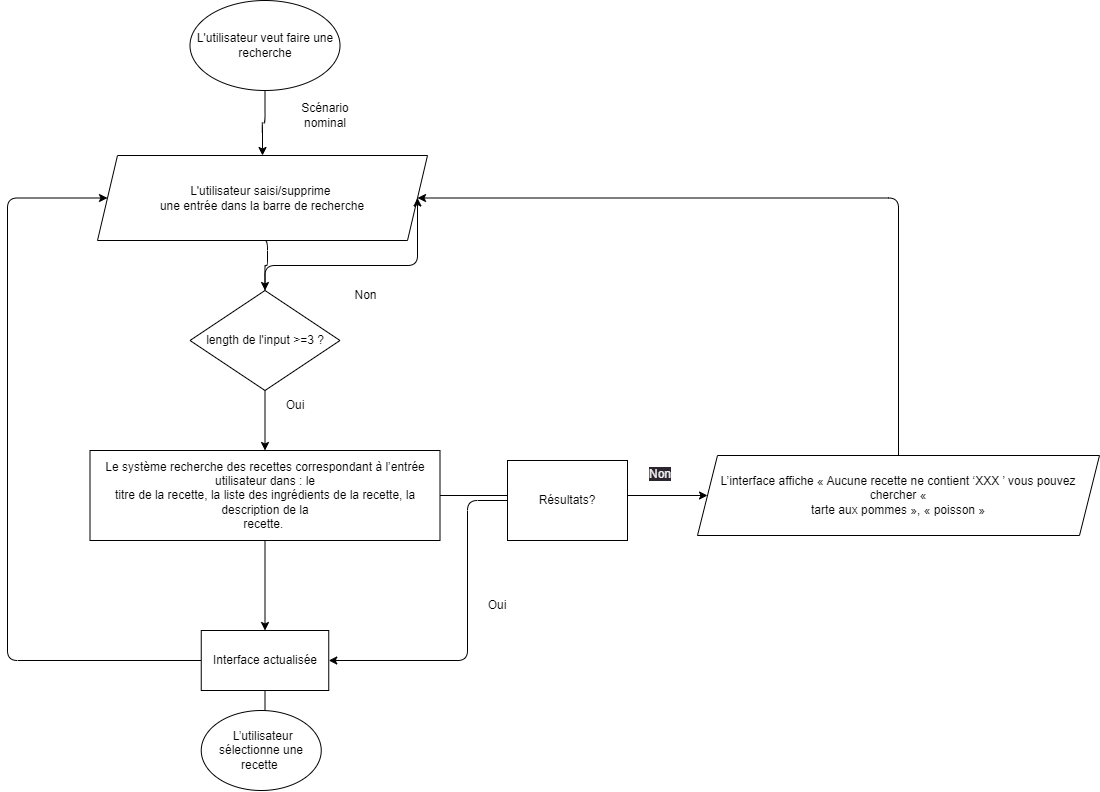 L'utilisateur veut faire une
recherche
Scénario
nominal
L'utilisateur saisi/supprime
une entrée dans la barre de recherche
Non
length de l'input >=3 ?
Oui
Le système recherche des recettes correspondant à l'entrée
utilisateur dans : le
titre de la recette, la liste des ingrédients de la recette, la
description de la
recette.
Résultats?
Non
L'interface affiche « Aucune recette ne contient ‘XXX ’ vous pouvez
chercher «
tarte aux pommes », « poisson »
Oui
Interface actualisée
L'utilisateur
sélectionne une
recette